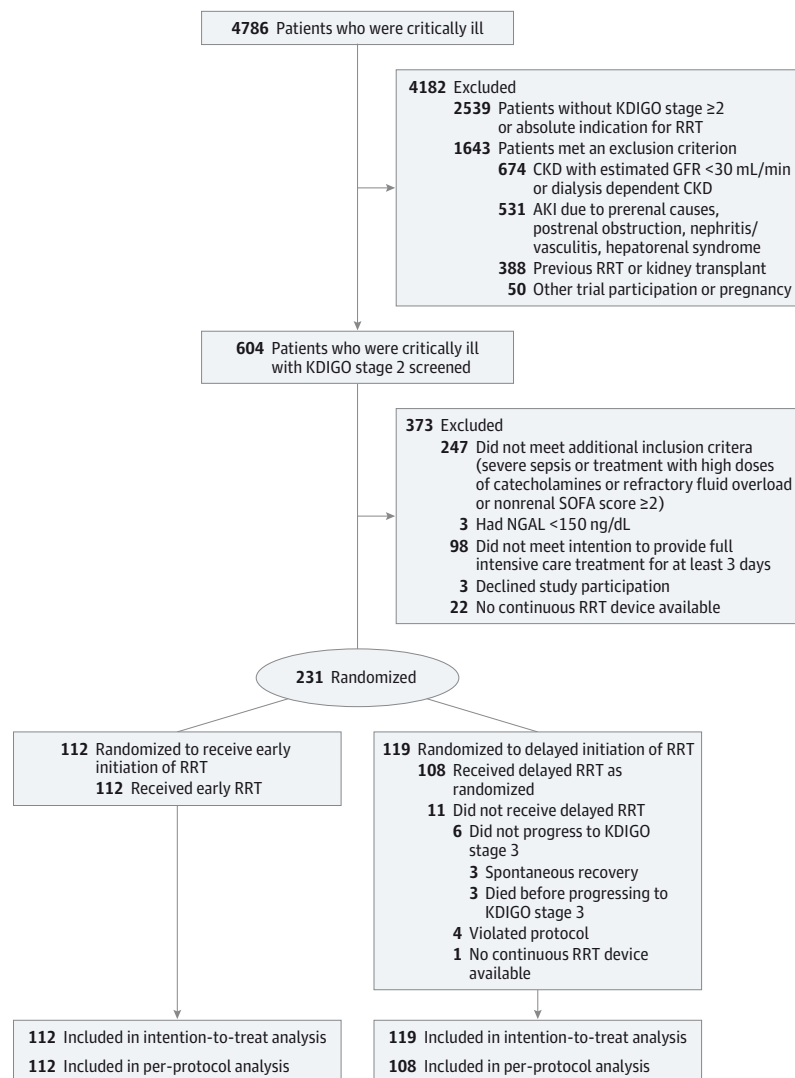 4786 Patients who were critically ill
4182 Excluded
2539 Patients without KDIGO stage ≥2
or absolute indication for RRT
1643 Patients met an exclusion criterion
674 CKD with estimated GFR <30 mL/min
or dialysis dependent CKD
531 AKI due to prerenal causes,
postrenal obstruction, nephritis/
vasculitis, hepatorenal syndrome
388 Previous RRT or kidney transplant
50 Other trial participation or pregnancy
604 Patients who were critically ill
with KDIGO stage 2 screened
373 Excluded
247 Did not meet additional inclusion critera
(severe sepsis or treatment with high doses
of catecholamines or refractory fluid overload
or nonrenal SOFA score ≥2)
3 Had NGAL <150 ng/dL
98 Did not meet intention to provide full
intensive care treatment for at least 3 days
3 Declined study participation
22 No continuous RRT device available
231 Randomized
112 Randomized to receive early
initiation of RRT
112 Received early RRT
119 Randomized to delayed initiation of RRT
108 Received delayed RRT as
randomized
11 Did not receive delayed RRT
6 Did not progress to KDIGO
stage 3
3 Spontaneous recovery
3 Died before progressing to
KDIGO stage 3
4 Violated protocol
1 No continuous RRT device
available
112 Included in intention-to-treat analysis
112 Included in per-protocol analysis
119 Included in intention-to-treat analysis
108 Included in per-protocol analysis